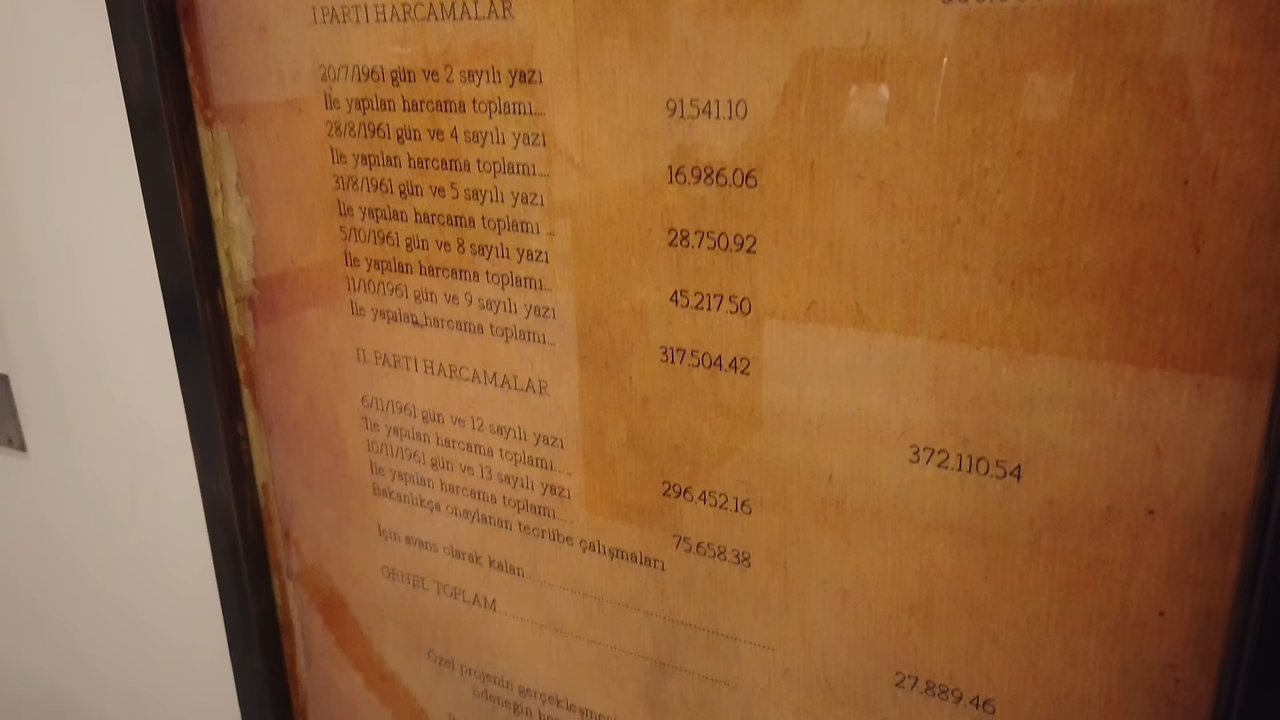 I.PARTİ HARCAMALAR
20/7/1961 gün ve 2 sayılı yazı
İle yapılan harcama toplamı.... 91.541.10
28/8/1961 gün ve 4 sayılı yazı
İle yapılan harcama toplamı.... 16.986.06
31/8/1961 gün ve 5 sayılı yazı
İle yapılan harcama toplamı ... 28.750.92
5/10/1961 gün ve 8 sayılı yazı
İle yapılan harcama toplamı... 45.217.50
11/10/1961 gün ve 9 sayılı yazı
İle yapılan harcama toplamı... 317.504.42
II. PARTİ HARCAMALAR 372.110.54
6/11/1961 gün ve 12 sayılı yazı
İle yapılan harcama toplamı..... 296.452.16
10/11/1961 gün ve 13 sayılı yazı
İle yapılan harcama toplamı.... 75.658.38
Bakanlıkça onaylanan tecrübe çalışmaları
İçin avans olarak kalan........................................ 27.889.46
GENEL TOPLAM........................................
Özel projenin
ödeneğin